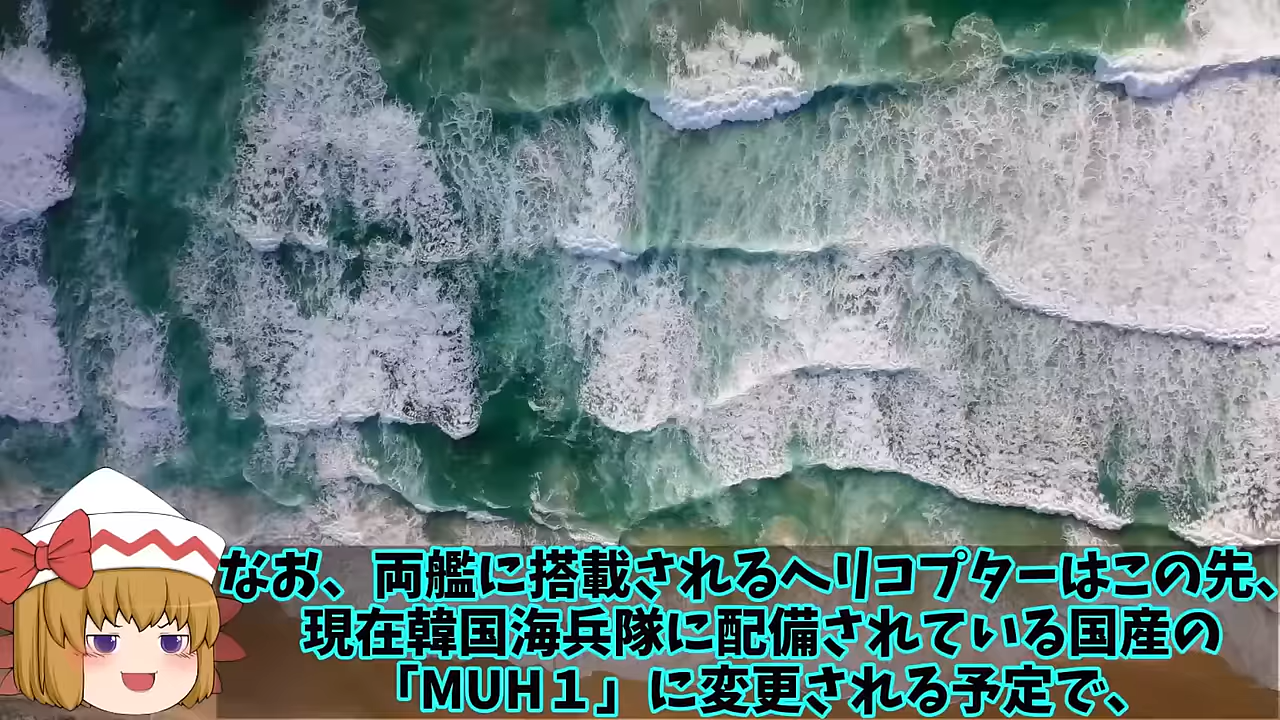 なお、両艦に搭載されるヘリコプターはこの先、
現在韓国海兵隊に配備されている国産の
「MUH１」に変更される予定で、